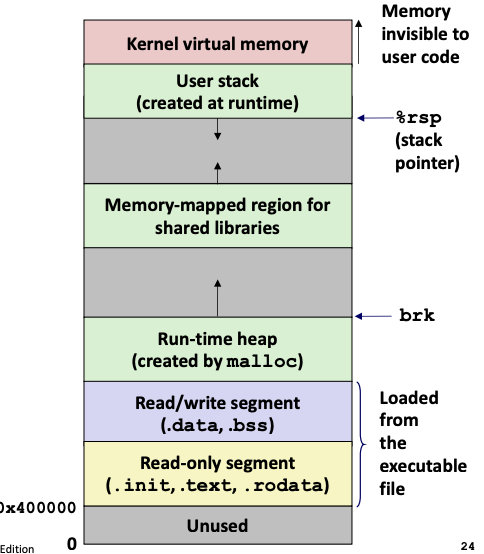 Memory
invisible to
user code
Kernel virtual memory
User stack
(created at runtime)
%rsp
(stack
pointer)
Memory-mapped region for
shared libraries
brk
Run-time heap
(created by malloc)
Read/write segment
(.data, .bss)
Read-only segment
(.init, .text, .rodata)
Loaded
from
the
executable
file
0x400000
Unused
0
Edition
24